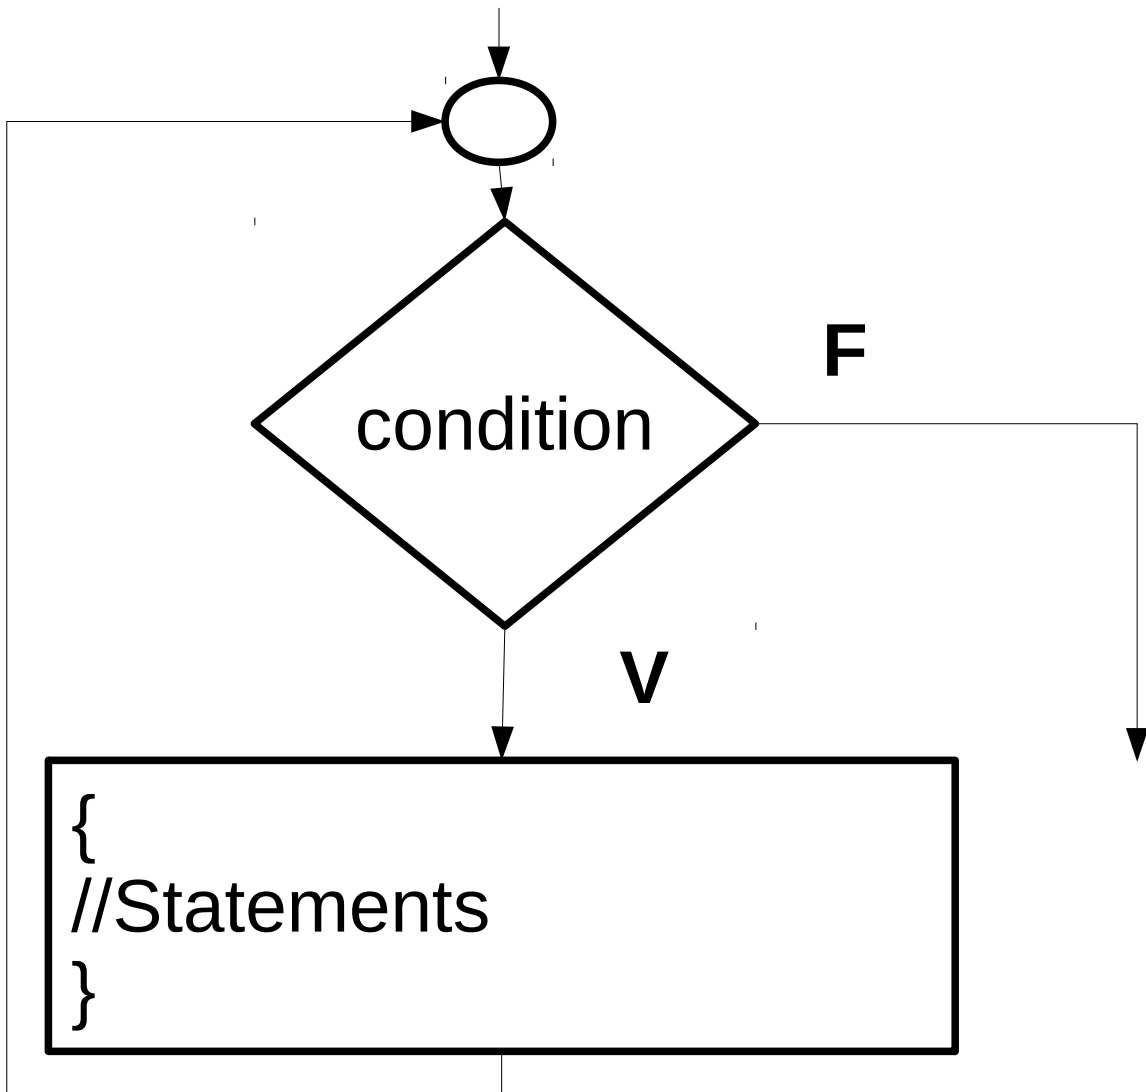 F
condition
V
{
//Statements
}